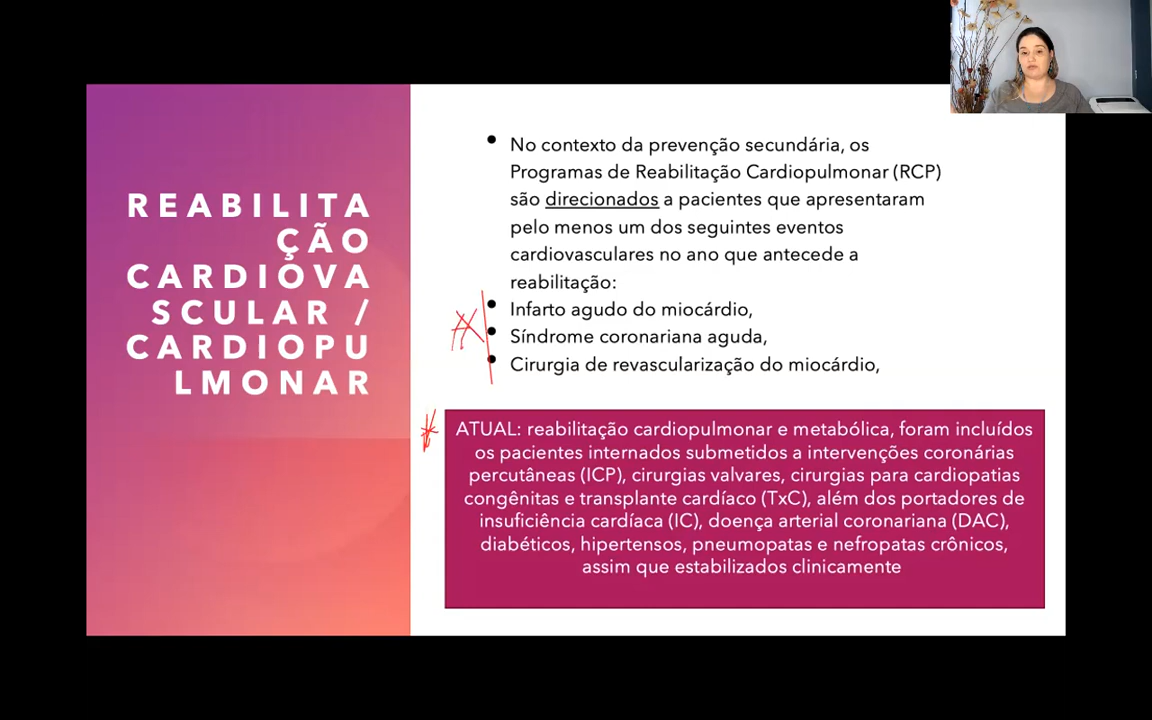 REABILITA
ÇÃO
CARDIOVA
SCULAR /
CARDIOPU
LMONAR
• No contexto da prevenção secundária, os
Programas de Reabilitação Cardiopulmonar (RCP)
são direcionados a pacientes que apresentaram
pelo menos um dos seguintes eventos
cardiovasculares no ano que antecede a
reabilitação:
• Infarto agudo do miocárdio,
• Síndrome coronariana aguda,
• Cirurgia de revascularização do miocárdio,
ATUAL: reabilitação cardiopulmonar e metabólica, foram incluídos
os pacientes internados submetidos a intervenções coronárias
percutâneas (ICP), cirurgias valvares, cirurgias para cardiopatias
congênitas e transplante cardíaco (TxC), além dos portadores de
insuficiência cardíaca (IC), doença arterial coronariana (DAC),
diabéticos, hipertensos, pneumopatas e nefropatas crônicos,
assim que estabilizados clinicamente